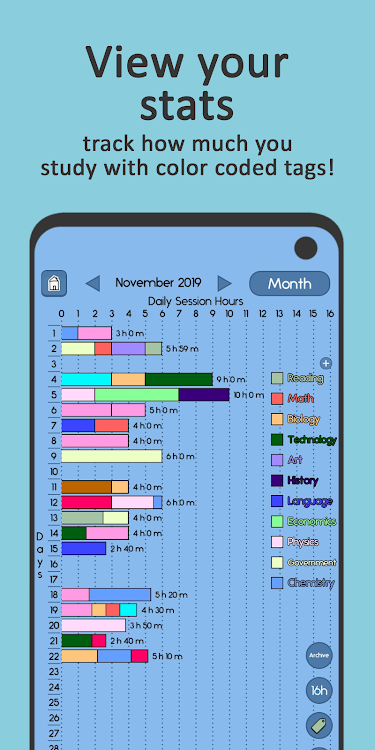 View your
stats
track how much you
study with color coded tags!
November 2019
Month
Daily Session Hours
0 1 2 3 4 5 6 7 8 9 10 11 12 13 14 15 16
1 3 h 0 m
2 5 h 59 m
3
4 9 h 0 m
5 10 h 0 m
6 5 h 0 m
7 4 h 0 m
8 4 h 0 m
9 6 h 0 m
10
11 4 h 0 m
12 6 h 0 m
13 4 h 0 m
14 4 h 0 m
15 2 h 40 m
16
17
18 5 h 20 m
19 4 h 30 m
20 3 h 50 m
21 2 h 40 m
22 5 h 10 m
23
24
25
26
27
28
Days
+
Reading
Math
Biology
Technology
Art
History
Language
Economics
Physics
Government
Chemistry
Archive
16h